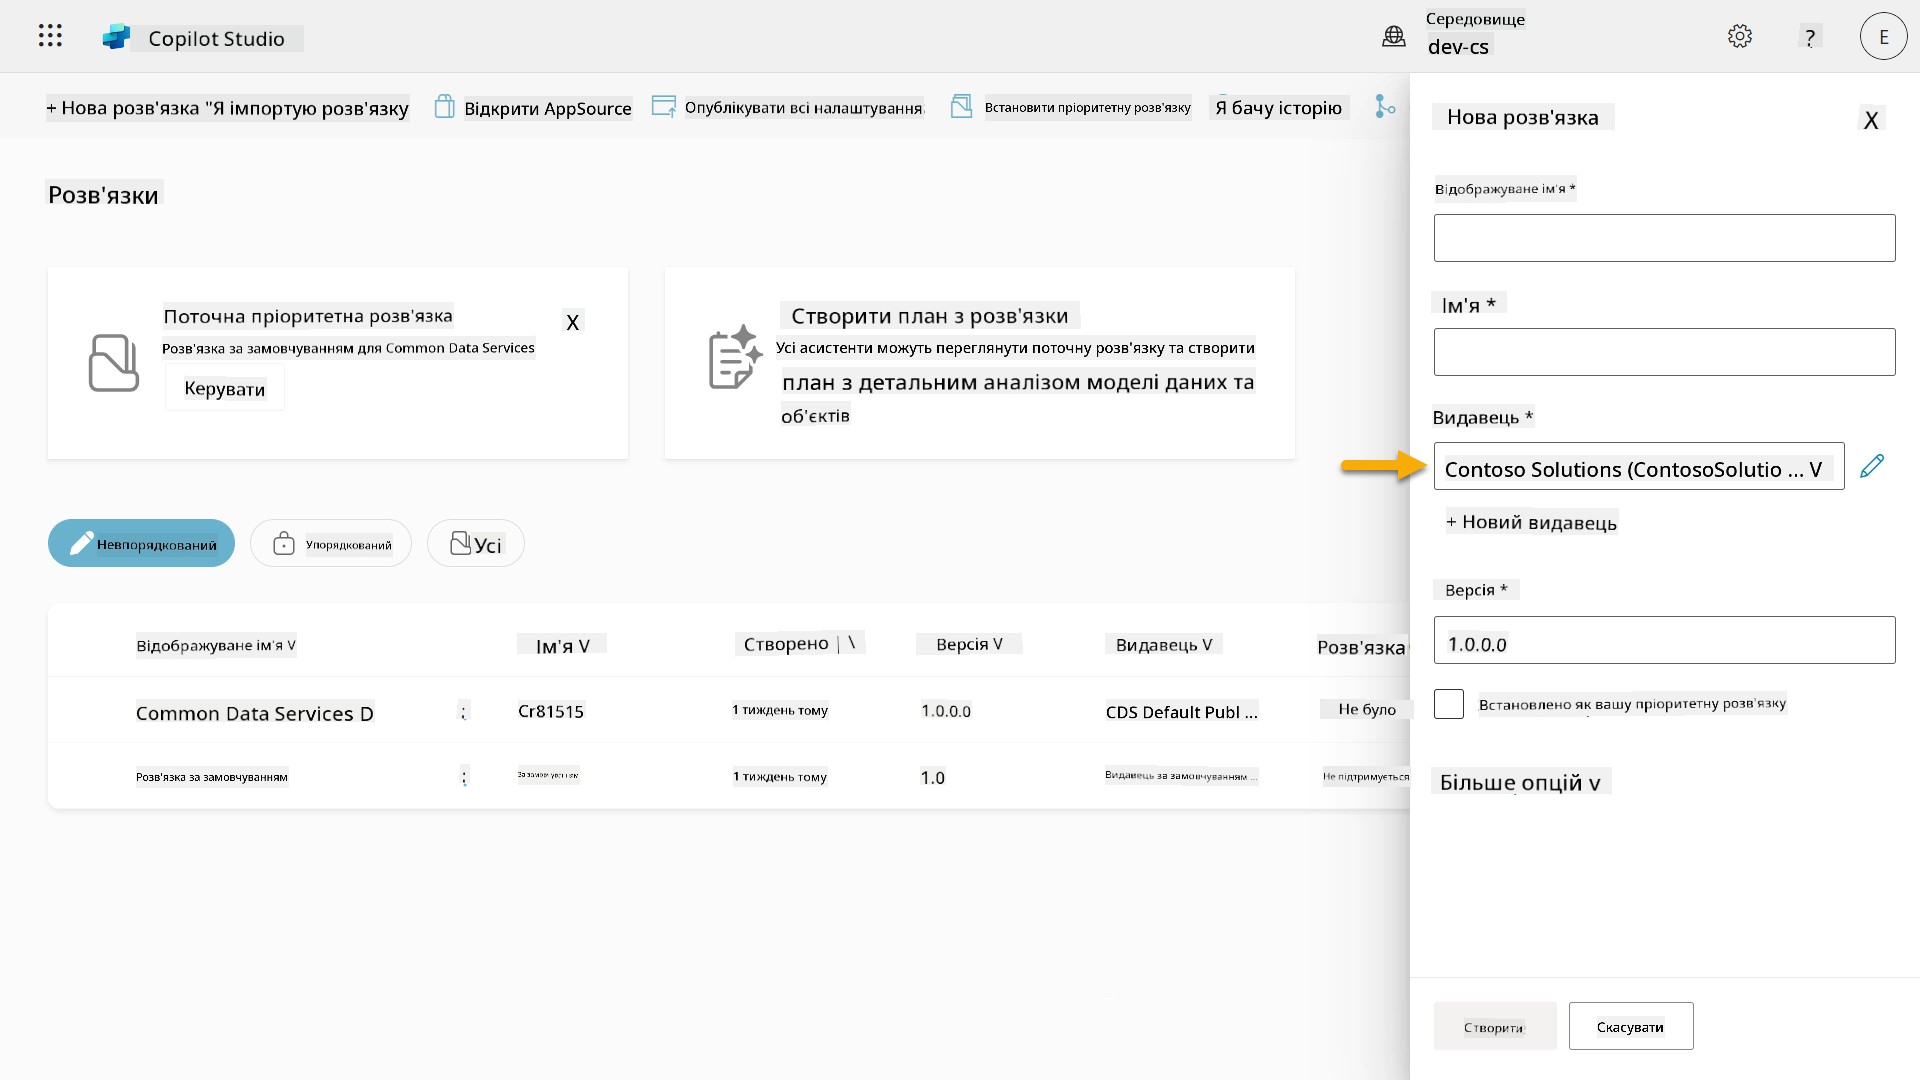 Copilot Studio
Середовище
dev-cs
?
E
+ Нова розв'язка "Я імпортую розв'язку
Відкрити AppSource
Опублікувати всі налаштування
Встановити пріоритетну розв'язку
Я бачу історію
Розв'язки
Поточна пріоритетна розв'язка
X
Розв'язка за замовчуванням для Common Data Services
Керувати
Створити план з розв'язки
Усі асистенти можуть переглянути поточну розв'язку та створити
план з детальним аналізом моделі даних та
об'єктів
Невпорядкований
Упорядкований
Усі
Відображуване ім'я V
Ім'я V
Створено | \
Версія V
Видавець V
Розв'язка
Common Data Services D
:
Cr81515
1 тиждень тому
1.0.0.0
CDS Default Publ ...
Не було
Розв'язка за замовчуванням
:
За замовчуванням
1 тиждень тому
1.0
Видавець за замовчуванням ...
Не підтримується
Нова розв'язка
X
Відображуване ім'я *
Ім'я *
Видавець *
Contoso Solutions (ContosoSolutio ... V
+ Новий видавець
Версія *
1.0.0.0
Встановлено як вашу пріоритетну розв'язку
Більше опцій v
Створити
Скасувати